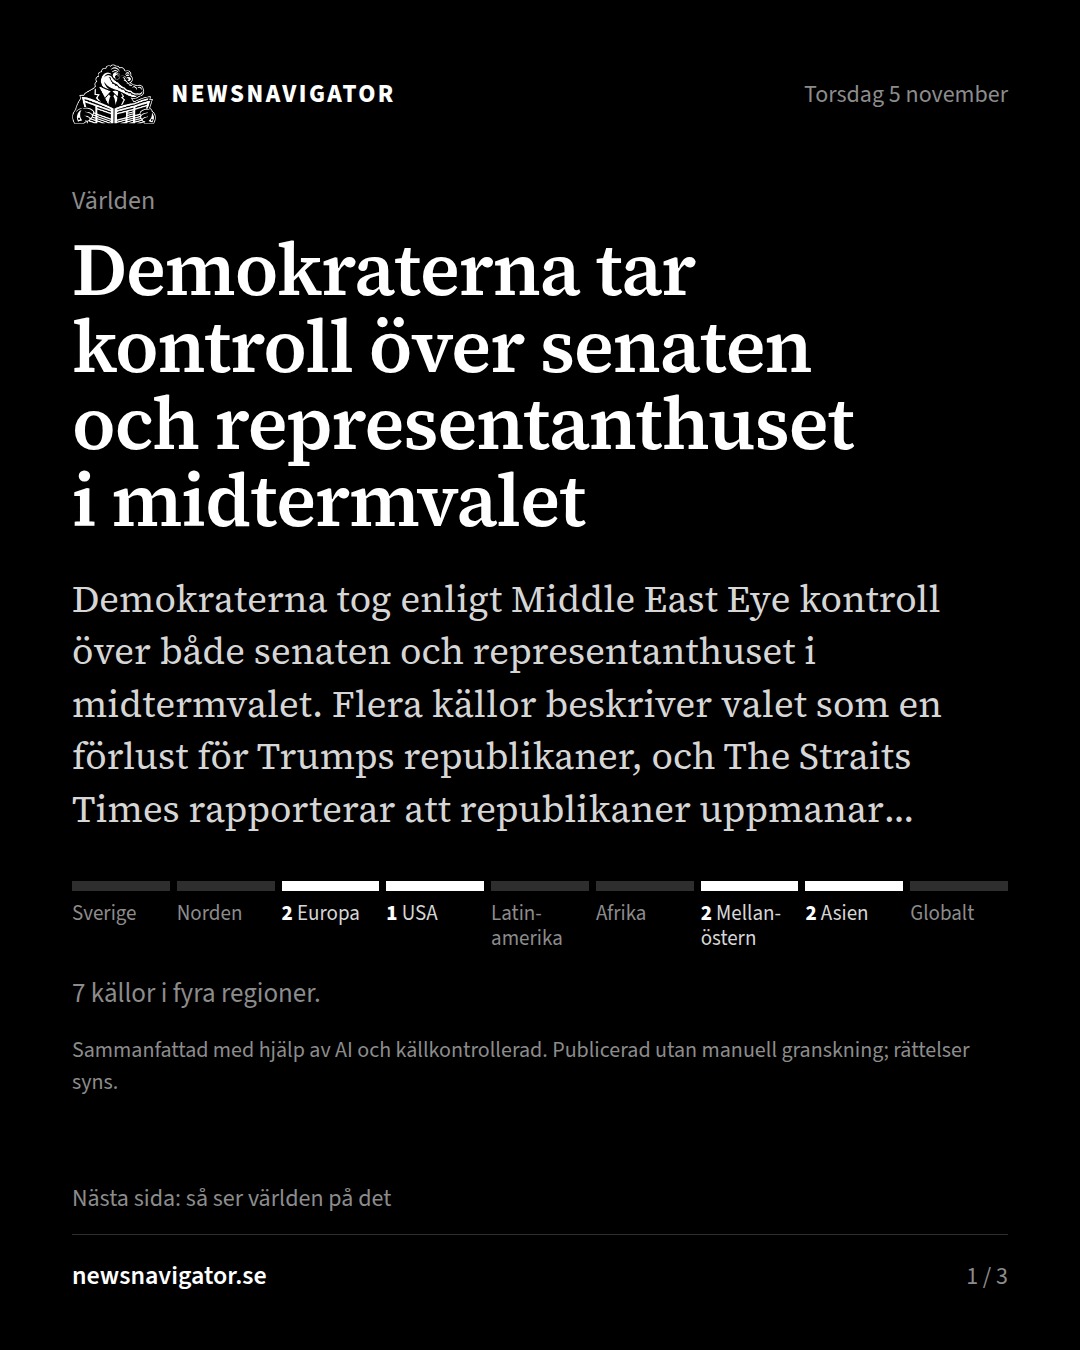 NEWSNAVIGATOR
Torsdag 5 november
Världen
Demokraterna tar
kontroll över senaten
och representanthuset
i midtermvalet
Demokraterna tog enligt Middle East Eye kontroll
över både senaten och representanthuset i
midtermvalet. Flera källor beskriver valet som en
förlust för Trumps republikaner, och The Straits
Times rapporterar att republikaner uppmanar...
Sverige
Norden
2 Europa
1 USA
Latin-
amerika
Afrika
2 Mellan-
östern
2 Asien
Globalt
7 källor i fyra regioner.
Sammanfattad med hjälp av AI och källkontrollerad. Publicerad utan manuell granskning; rättelser
syns.
Nästa sida: så ser världen på det
newsnavigator.se
1 / 3